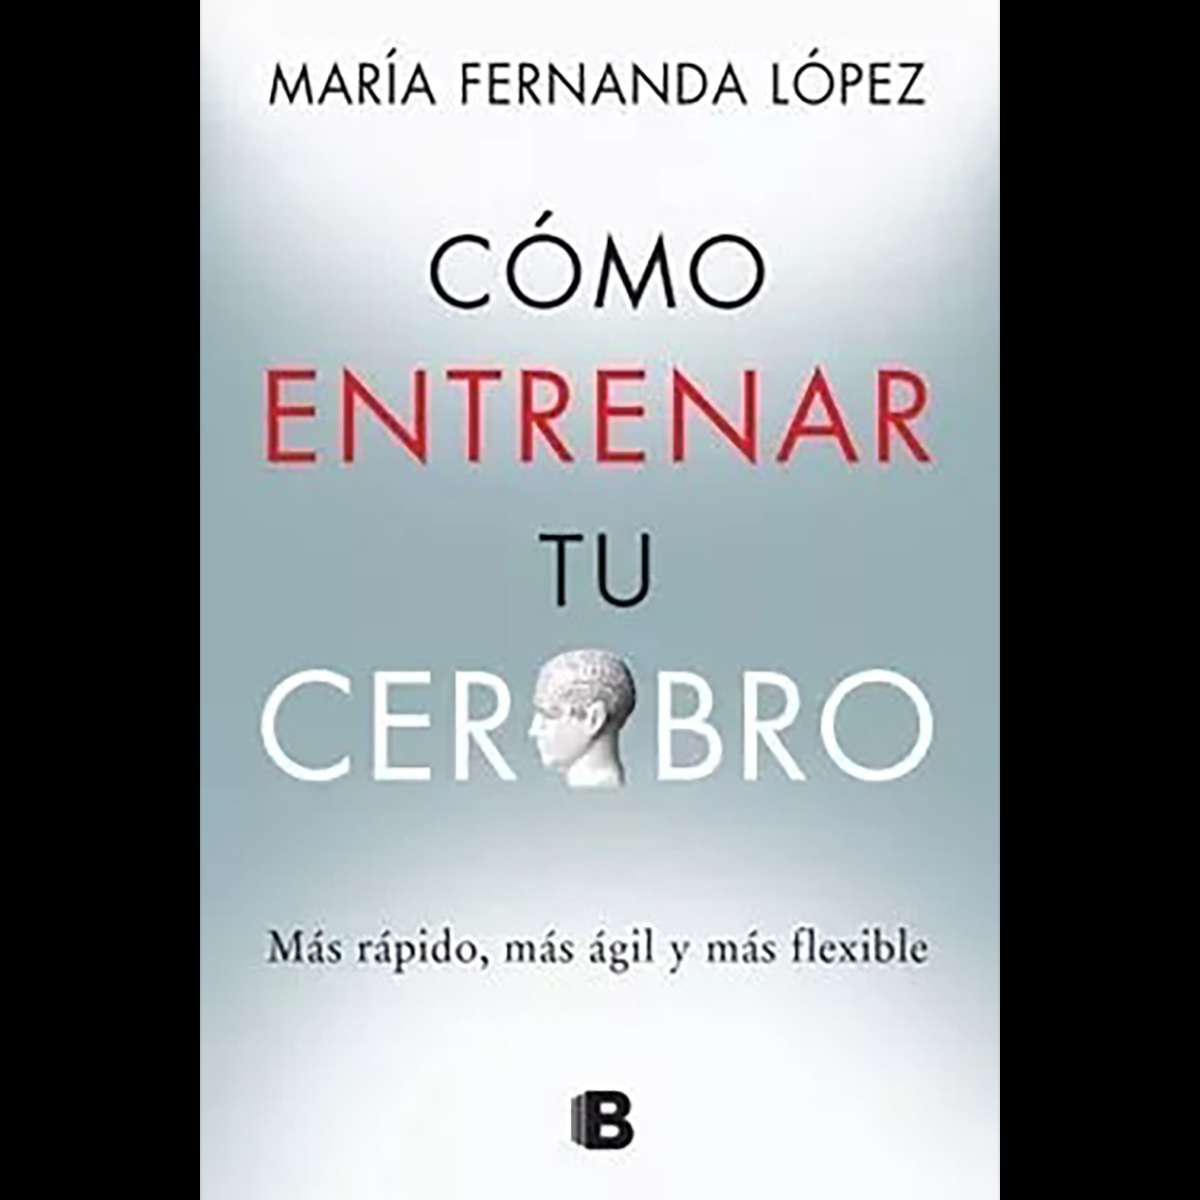 MARÍA FERNANDA LÓPEZ
CÓMO
ENTRENAR
TU
CER BRO
Más rápido, más ágil y más flexible
B